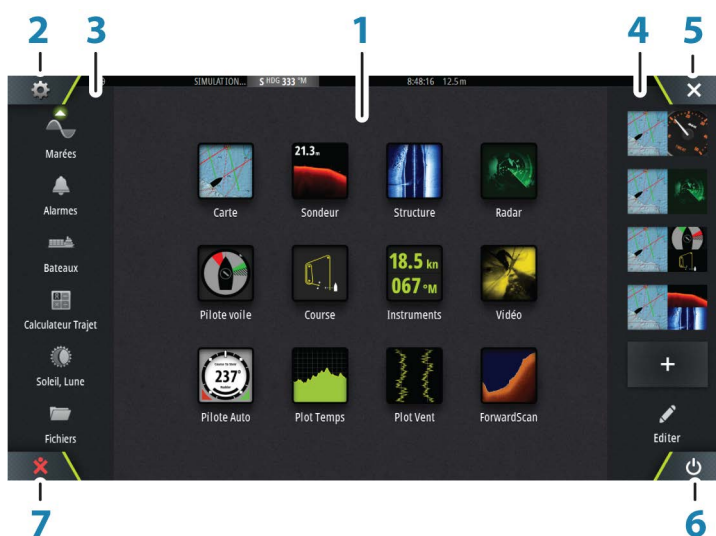 2 3 1 4 5
9 SIMULATION... S HDG 333 °M 8:48:16 12.5m
Marées
Alarmes
Bateaux
Calculateur Trajet
Soleil, Lune
Fichiers
21.3m
Carte Sondeur Structure Radar
18.5 kn
067 °M
Pilote voile Course Instruments Vidéo
237°
Pilote Auto Plot Temps Plot Vent ForwardScan
+
Editer
7 6